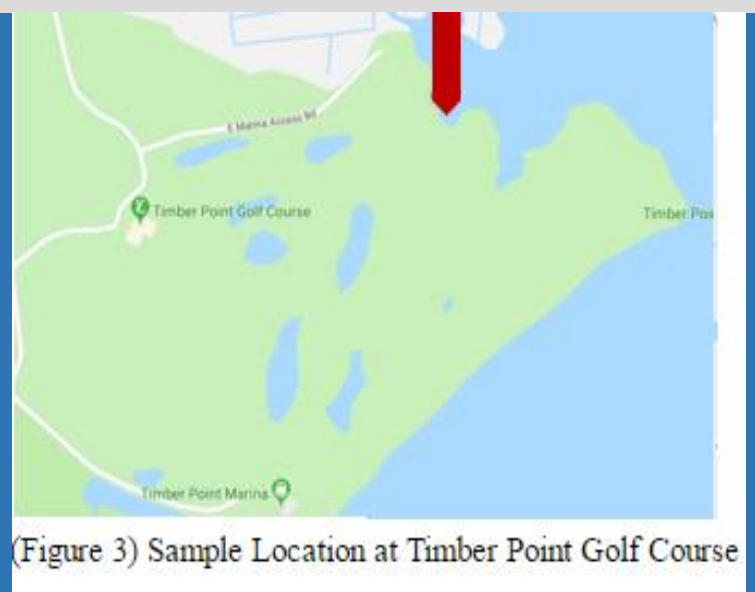 E Marina Access Rd
Timber Point Golf Course
Timber Poi
Timber Point Marina
(Figure 3) Sample Location at Timber Point Golf Course